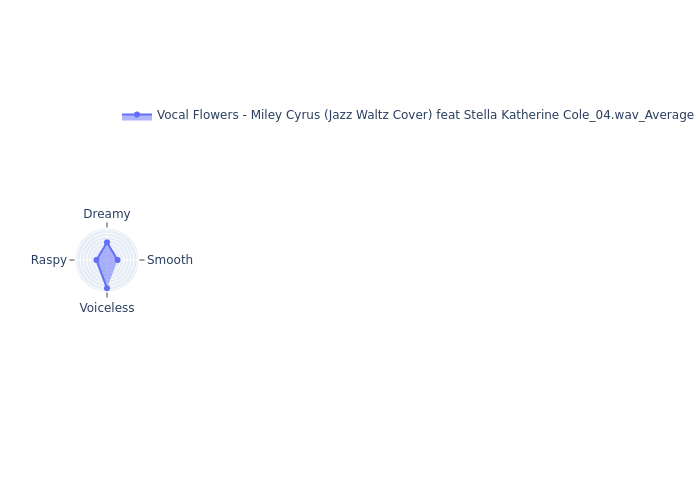 Vocal Flowers - Miley Cyrus (Jazz Waltz Cover) feat Stella Katherine Cole_04.wav_Average
Dreamy
Raspy
Smooth
Voiceless